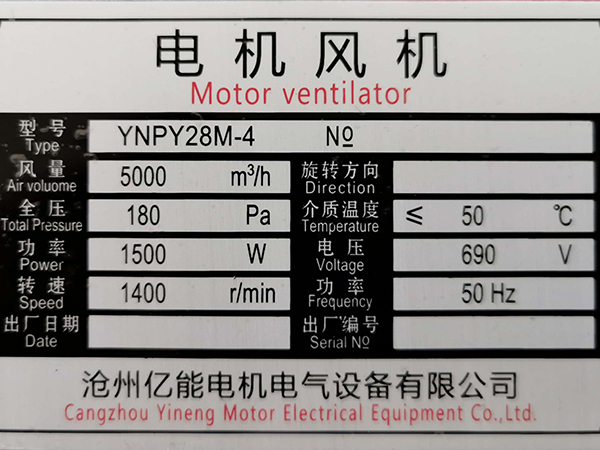 电机风机
Motor ventilator
型号 YNPY28M-4 Nº
Type
风量 5000 m³/h 旋转方向
Air voluome Direction
全压 180 Pa 介质温度 ≤ 50 ℃
Total Pressure Temperature
功率 1500 W 电压 690 V
Power Voltage
转速 1400 r/min 功率 50 Hz
Speed Frequency
出厂日期 出厂编号
Date Serial Nº
沧州亿能电机电气设备有限公司
Cangzhou Yineng Motor Electrical Equipment Co.,Ltd.